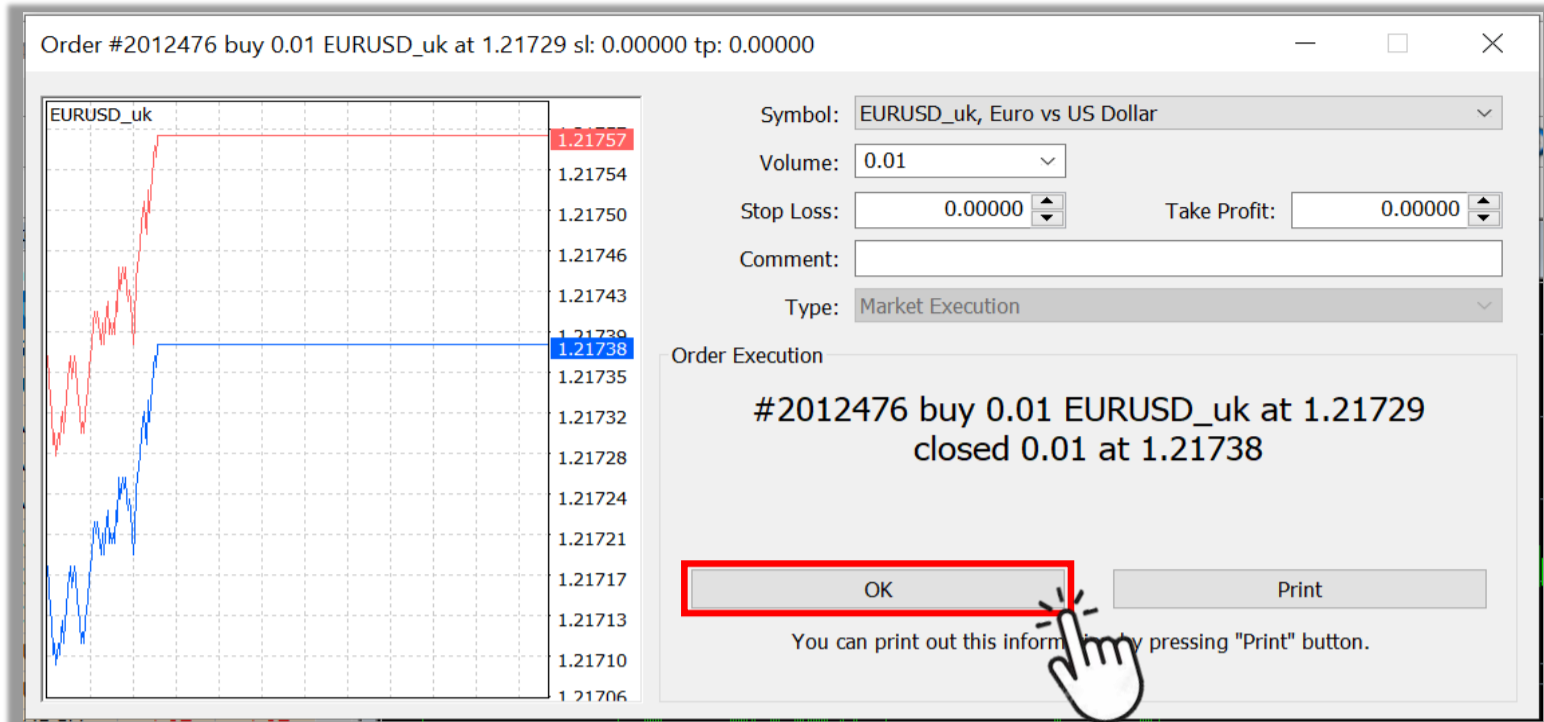 Order #2012476 buy 0.01 EURUSD_uk at 1.21729 sl: 0.00000 tp: 0.00000
EURUSD_uk
1.21757
1.21754
1.21750
1.21746
1.21743
1.21739
1.21738
1.21735
1.21732
1.21728
1.21724
1.21721
1.21717
1.21713
1.21710
1.21706
Symbol: EURUSD_uk, Euro vs US Dollar
Volume: 0.01
Stop Loss: 0.00000 Take Profit: 0.00000
Comment:
Type: Market Execution
Order Execution
#2012476 buy 0.01 EURUSD_uk at 1.21729
closed 0.01 at 1.21738
OK Print
You can print out this information by pressing "Print" button.